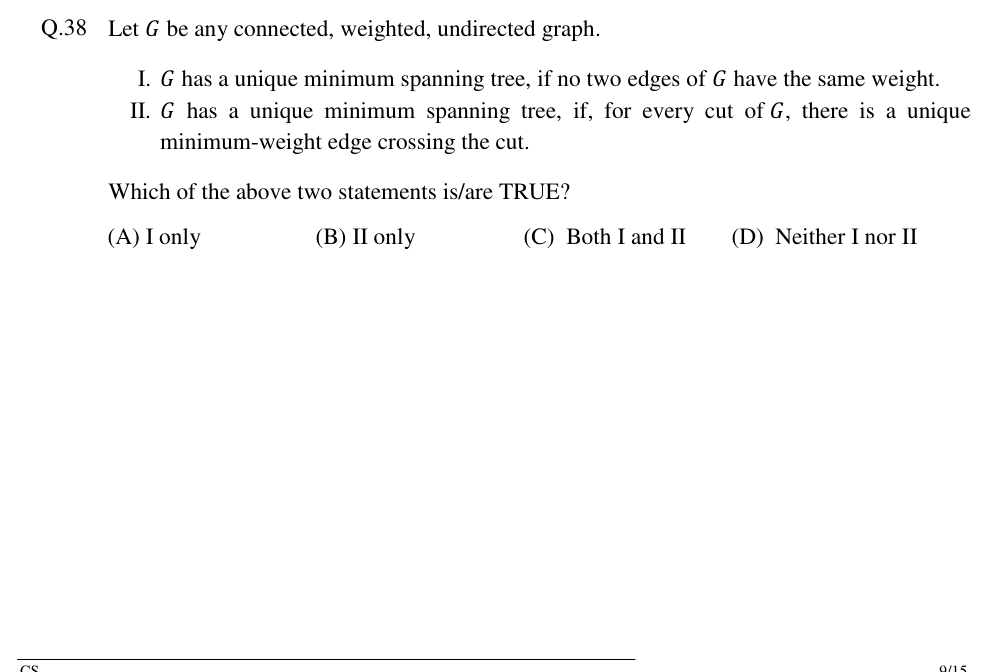 Q.38 Let G be any connected, weighted, undirected graph.
I. G has a unique minimum spanning tree, if no two edges of G have the same weight.
II. G has a unique minimum spanning tree, if, for every cut of G, there is a unique
minimum-weight edge crossing the cut.
Which of the above two statements is/are TRUE?
(A) I only (B) II only (C) Both I and II (D) Neither I nor II
CS 9/15